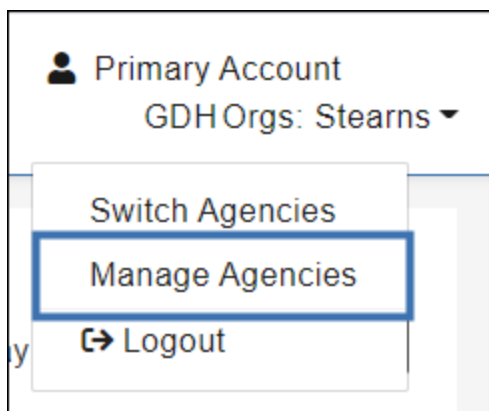 Primary Account
GDH Orgs: Stearns
Switch Agencies
Manage Agencies
Logout